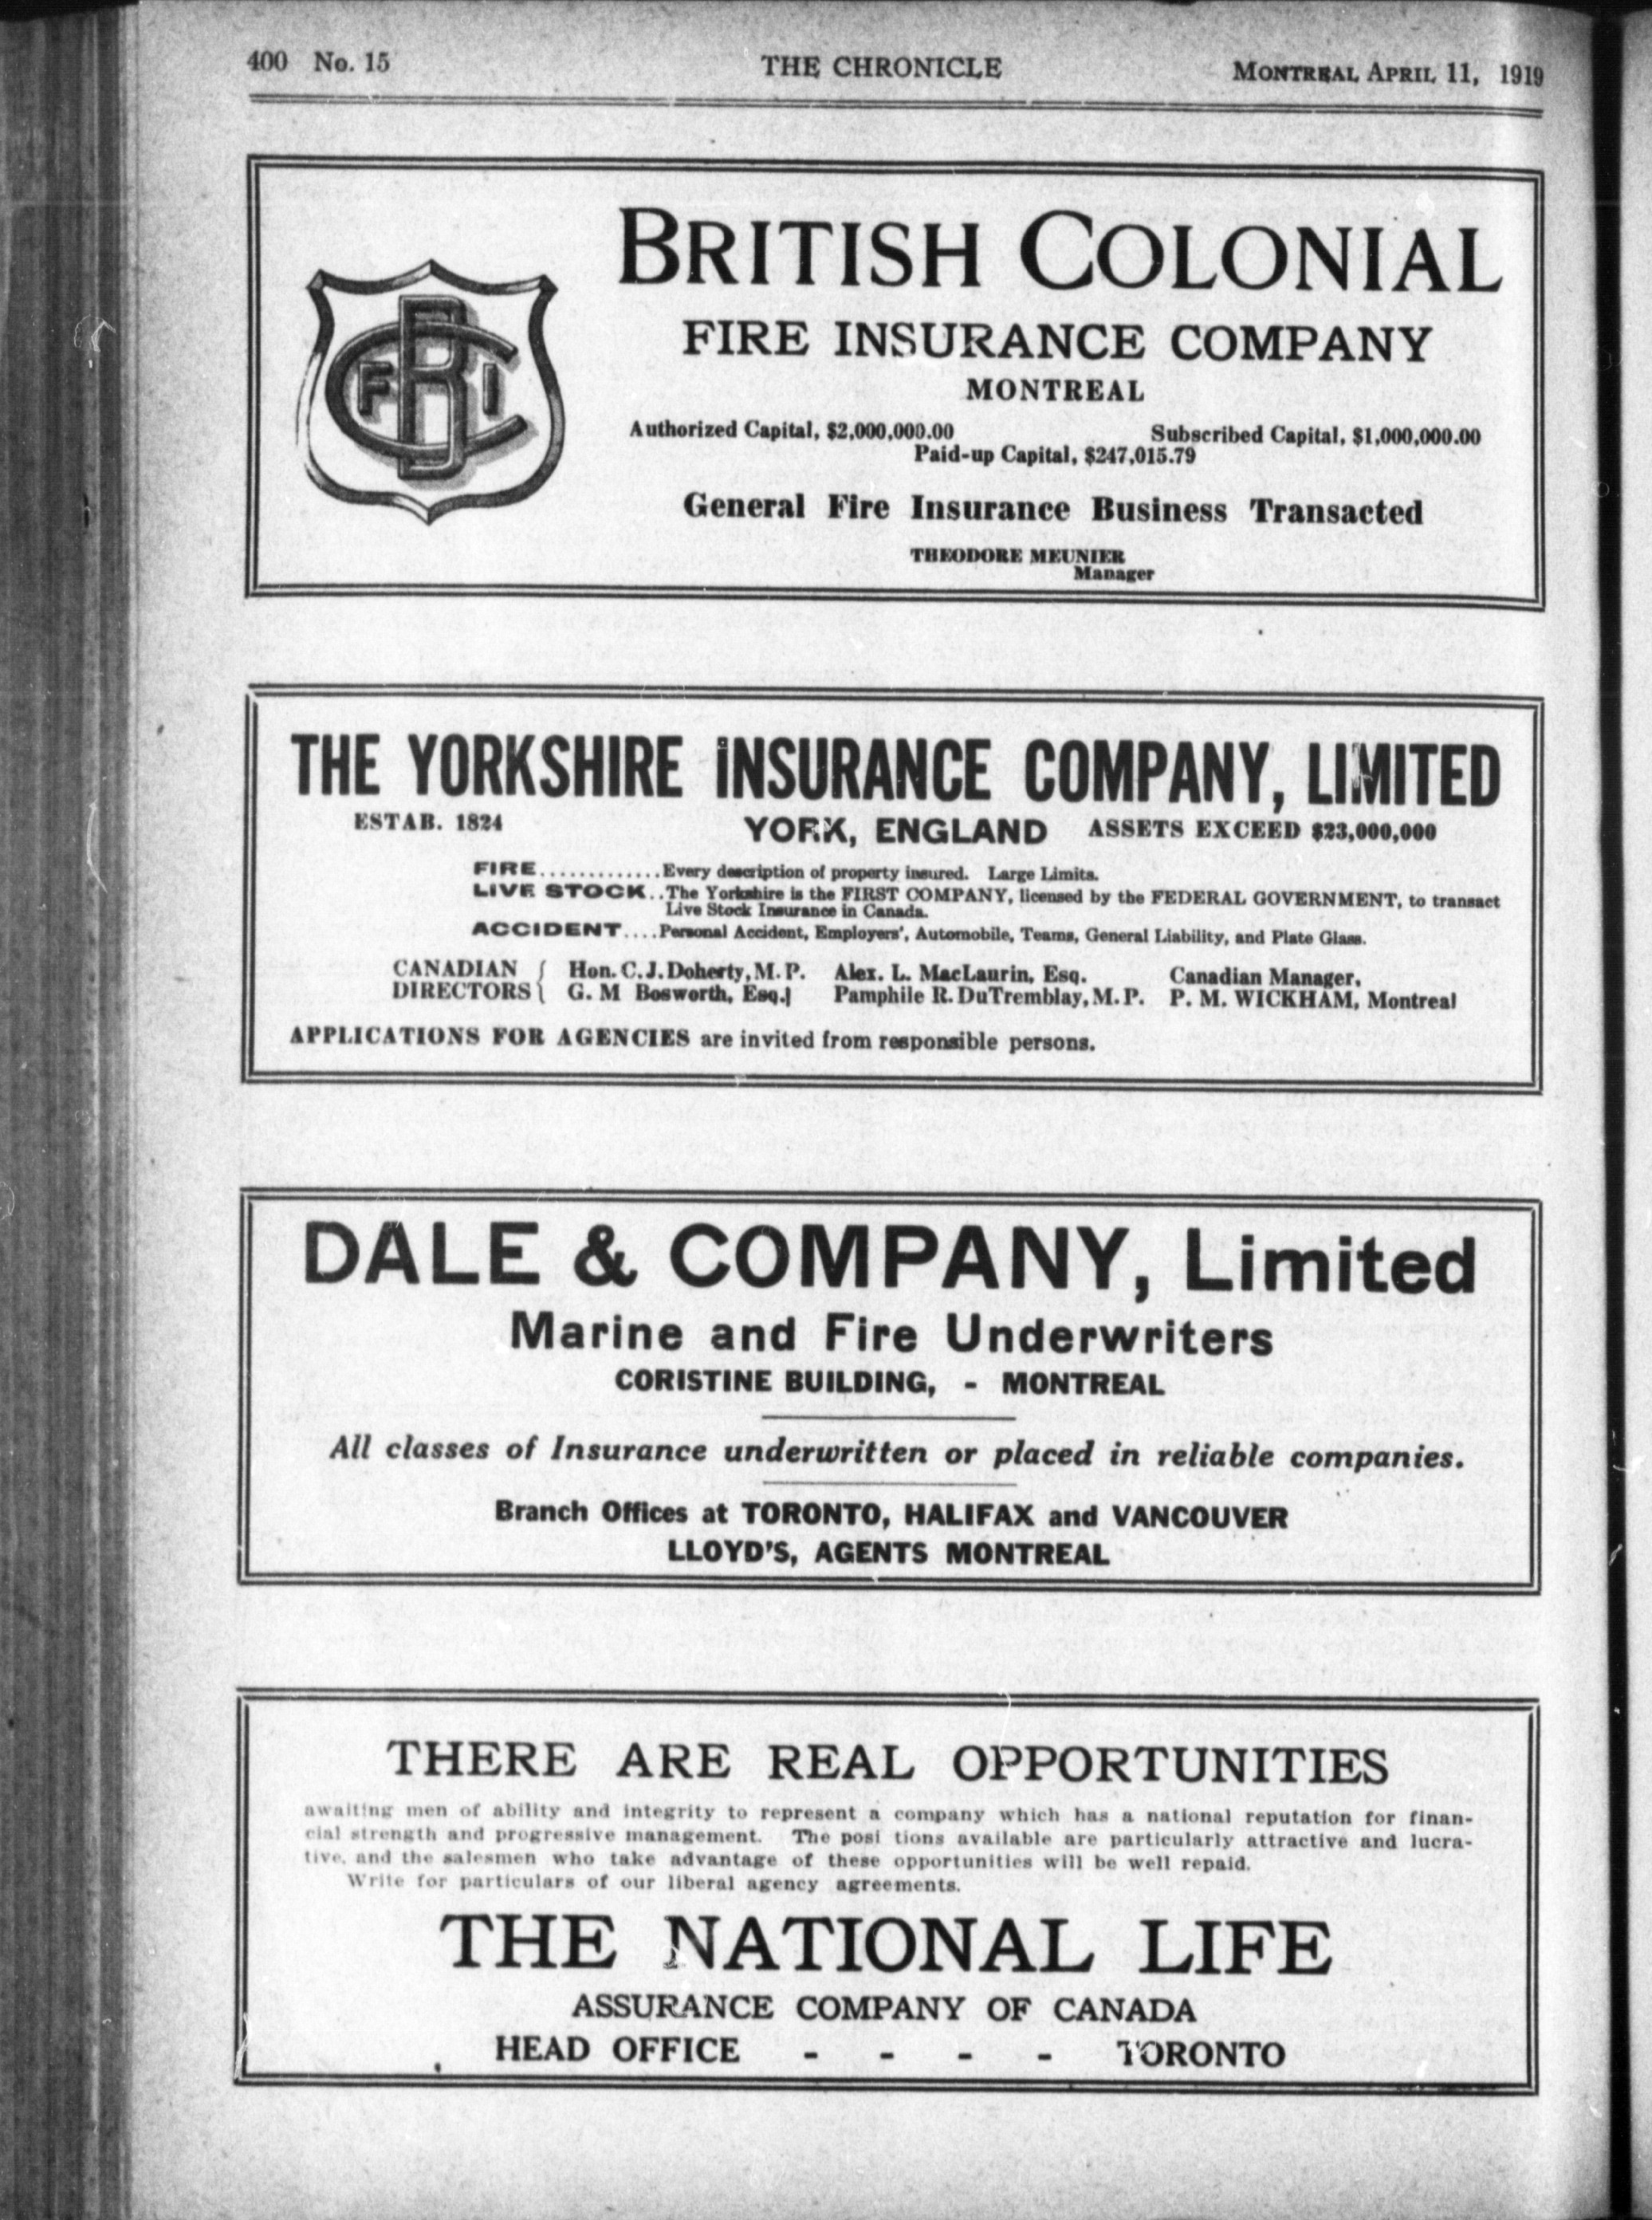 400 No. 15 THE CHRONICLE MONTREAL APRIL 11, 1919
BRITISH COLONIAL
FIRE INSURANCE COMPANY
MONTREAL
Authorized Capital, $2,000,000.00 Subscribed Capital, $1,000,000.00
Paid-up Capital, $247,015.79
General Fire Insurance Business Transacted
THEODORE MEUNIER
Manager
B C F I
THE YORKSHIRE INSURANCE COMPANY, LIMITED
ESTAB. 1824 YORK, ENGLAND ASSETS EXCEED $23,000,000
FIRE.............Every description of property insured. Large Limits.
LIVE STOCK..The Yorkshire is the FIRST COMPANY, licensed by the FEDERAL GOVERNMENT, to transact
Live Stock Insurance in Canada.
ACCIDENT....Personal Accident, Employers', Automobile, Teams, General Liability, and Plate Glass.
CANADIAN { Hon. C. J. Doherty, M. P. Alex. L. MacLaurin, Esq. Canadian Manager,
DIRECTORS { G. M Bosworth, Esq. Pamphile R. DuTremblay, M. P. P. M. WICKHAM, Montreal
APPLICATIONS FOR AGENCIES are invited from responsible persons.
DALE & COMPANY, Limited
Marine and Fire Underwriters
CORISTINE BUILDING, - MONTREAL
All classes of Insurance underwritten or placed in reliable companies.
Branch Offices at TORONTO, HALIFAX and VANCOUVER
LLOYD'S, AGENTS MONTREAL
THERE ARE REAL OPPORTUNITIES
awaiting men of ability and integrity to represent a company which has a national reputation for finan-
cial strength and progressive management. The posi tions available are particularly attractive and lucra-
tive, and the salesmen who take advantage of these opportunities will be well repaid.
Write for particulars of our liberal agency agreements.
THE NATIONAL LIFE
ASSURANCE COMPANY OF CANADA
HEAD OFFICE - - - - TORONTO